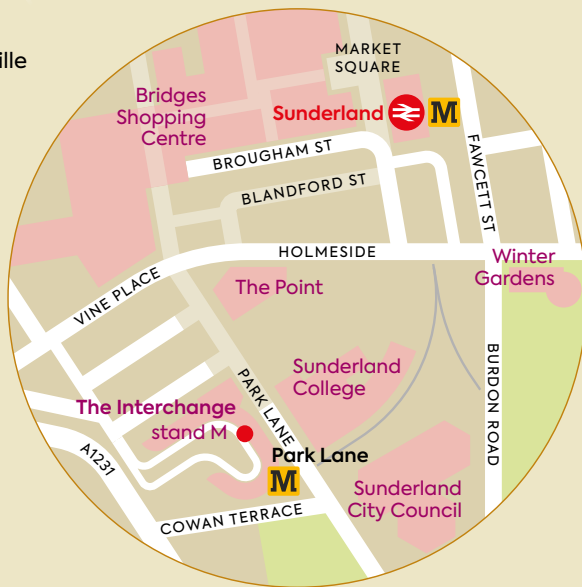 ille
MARKET
SQUARE
Bridges
Shopping
Centre
Sunderland
M
BROUGHAM ST
BLANDFORD ST
FAWCETT ST
HOLMESIDE
Winter
Gardens
The Point
VINE PLACE
Sunderland
College
BURDON ROAD
PARK LANE
The Interchange
stand M
Park Lane
M
A1231
Sunderland
City Council
COWAN TERRACE